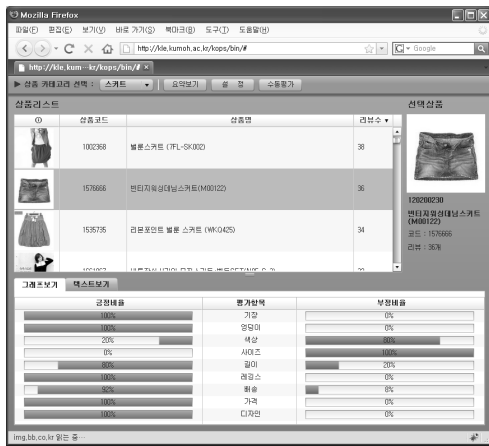 Mozilla Firefox
파일(F) 편집(E) 보기(V) 바로 가기(S) 북마크(B) 도구(T) 도움말(H)
http://kle.kumoh.ac.kr/kops/bin/#
Google
http://kle.kum…kr/kops/bin/#
▶ 상품 카테고리 선택 : 스커트 요약보기 설 정 수동평가
상품리스트
상품코드 상품명 리뷰수 ▼
1002368 벌룬스커트 (7FL-SK002) 38
1576666 빈티지워싱데님스커트(M00122) 36
1535735 리본포인트 벌룬 스커트 (WKQ425) 34
선택상품
120200230
빈티지워싱데님스커트
(M00122)
코드 : 1576666
리뷰 : 36개
그래프보기 텍스트보기
긍정비율 평가항목 부정비율
100% 기장 0%
100% 엉덩이 0%
20% 색상 80%
0% 사이즈 100%
80% 길이 20%
100% 레깅스 0%
92% 배송 8%
100% 가격 0%
100% 디자인 0%
img.bb.co.kr 읽는 중…